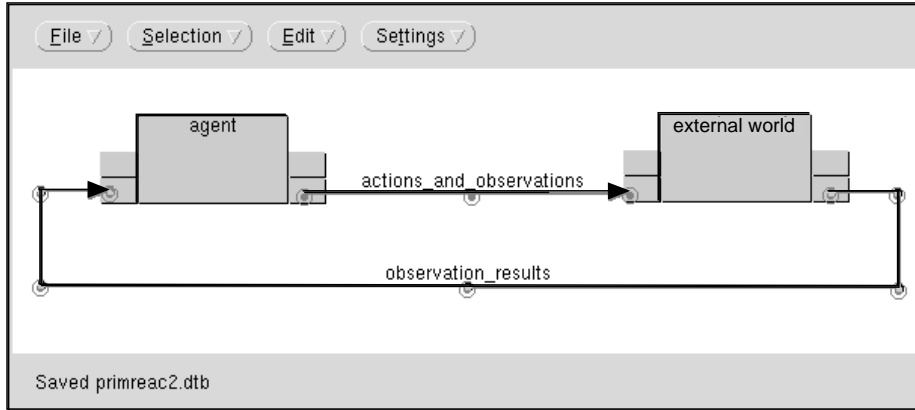 File Selection Edit Settings
agent external world
actions_and_observations
observation_results
Saved primreac2.dtb